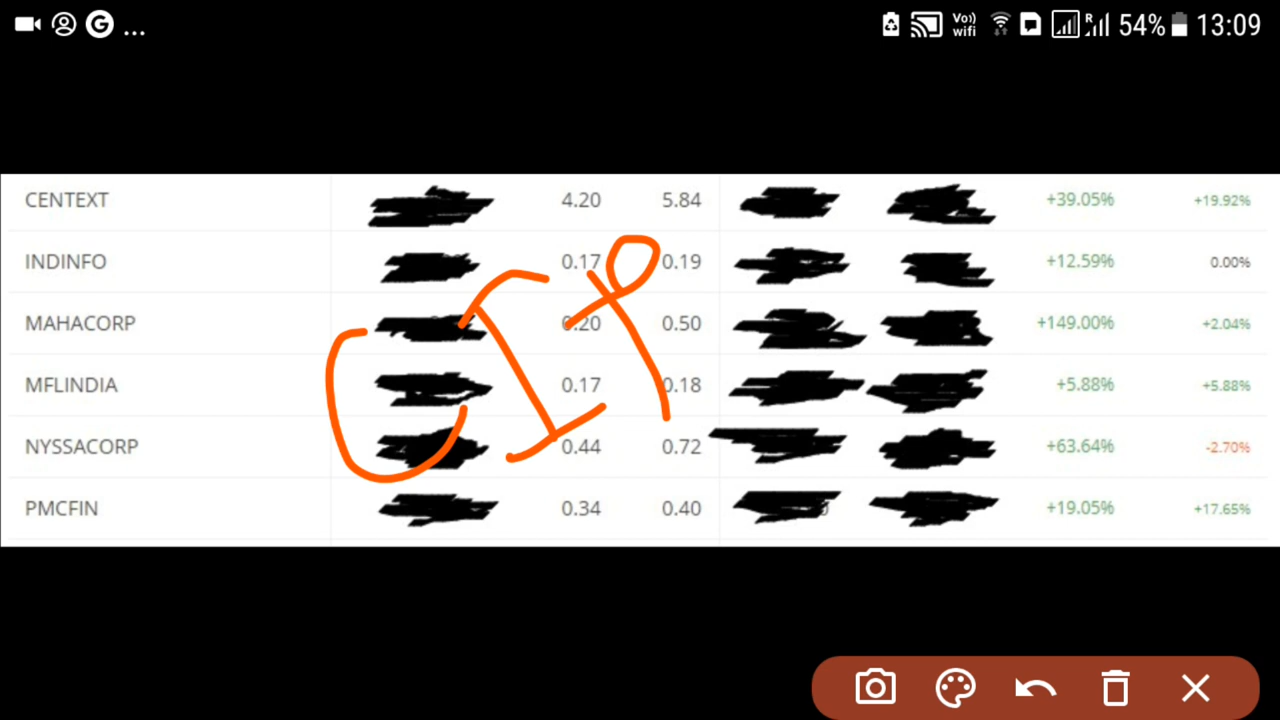 ... Vo)) wifi R 54% 13:09
CENTEXT 4.20 5.84 +39.05% +19.92%
INDINFO 0.17 0.19 +12.59% 0.00%
MAHACORP 0.20 0.50 +149.00% +2.04%
MFLINDIA 0.17 0.18 +5.88% +5.88%
NYSSACORP 0.44 0.72 +63.64% -2.70%
PMCFIN 0.34 0.40 +19.05% +17.65%